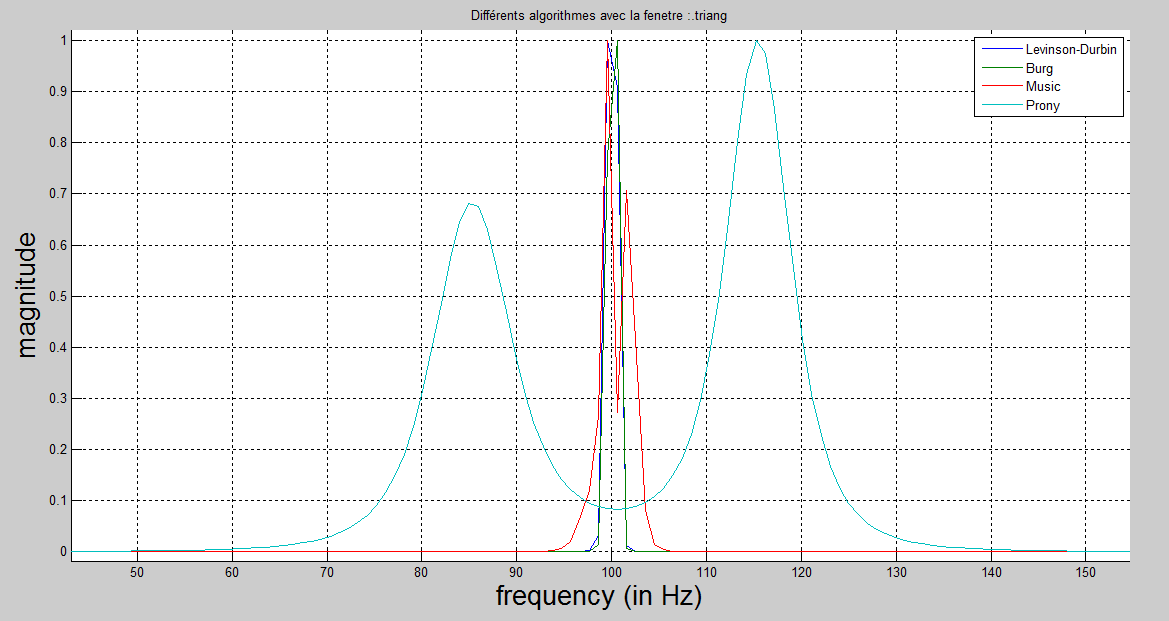 Différents algorithmes avec la fenetre :.triang
1
0.9
0.8
0.7
0.6
0.5
0.4
0.3
0.2
0.1
0
magnitude
Levinson-Durbin
Burg
Music
Prony
50 60 70 80 90 100 110 120 130 140 150
frequency (in Hz)